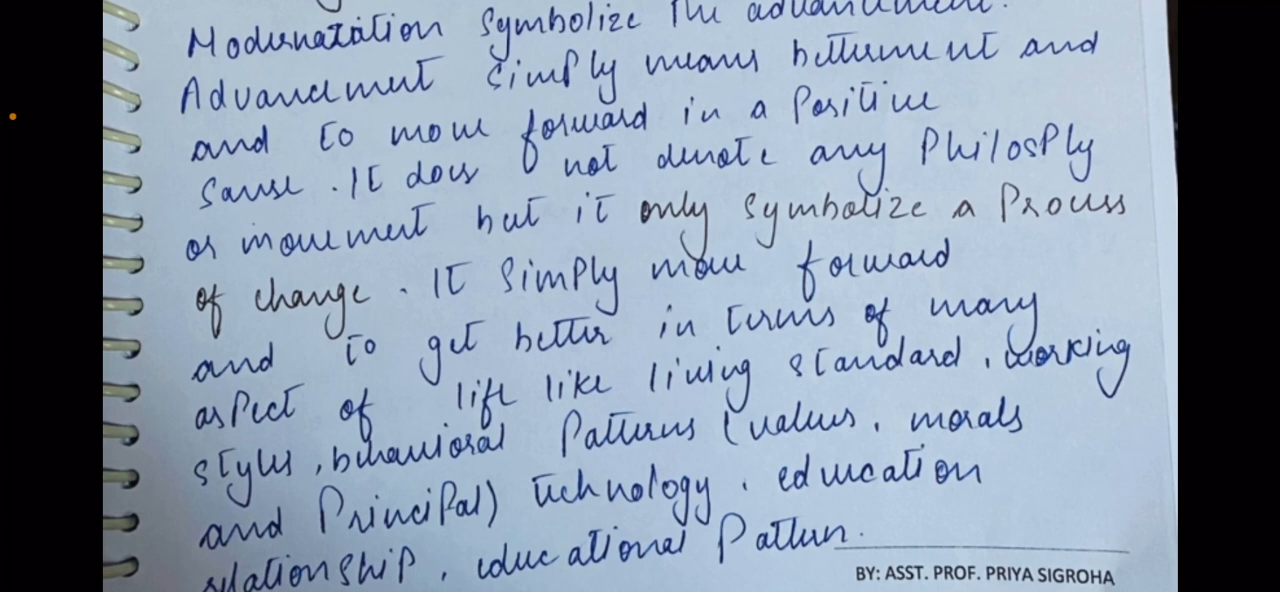 Modernazation symbolize the advancement.
Advancement simply means betterment and
and to move forward in a Positive
Sause. It does not denote any PhilosPhy
or movement but it only symbolize a Process
of change. It simply move forward
and to get better in terms of many
asPect of life like living standard, working
styles, behavioral Patterns (values, morals
and PrinciPal) technology, education
relationshiP, educational Pattern.
BY: ASST. PROF. PRIYA SIGROHA